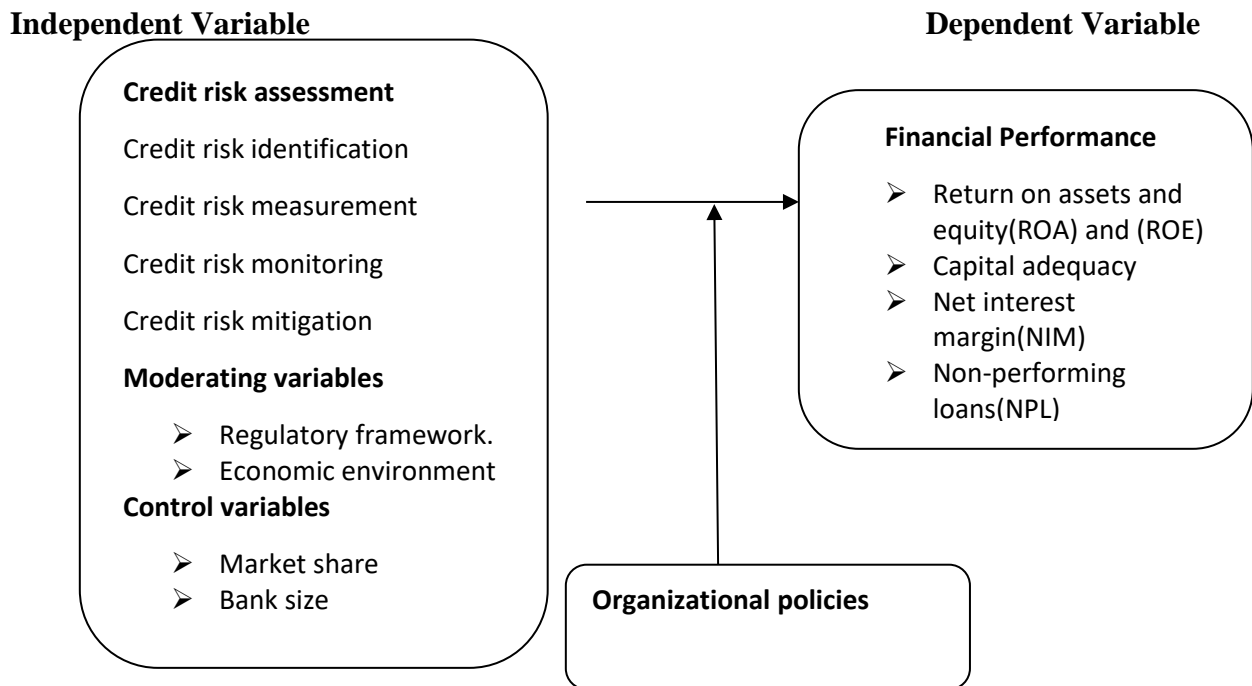 Independent Variable
Dependent Variable
Credit risk assessment
Credit risk identification
Credit risk measurement
Credit risk monitoring
Credit risk mitigation
Moderating variables
➢ Regulatory framework.
➢ Economic environment
Control variables
➢ Market share
➢ Bank size
Financial Performance
➢ Return on assets and
equity(ROA) and (ROE)
➢ Capital adequacy
➢ Net interest
margin(NIM)
➢ Non-performing
loans(NPL)
Organizational policies